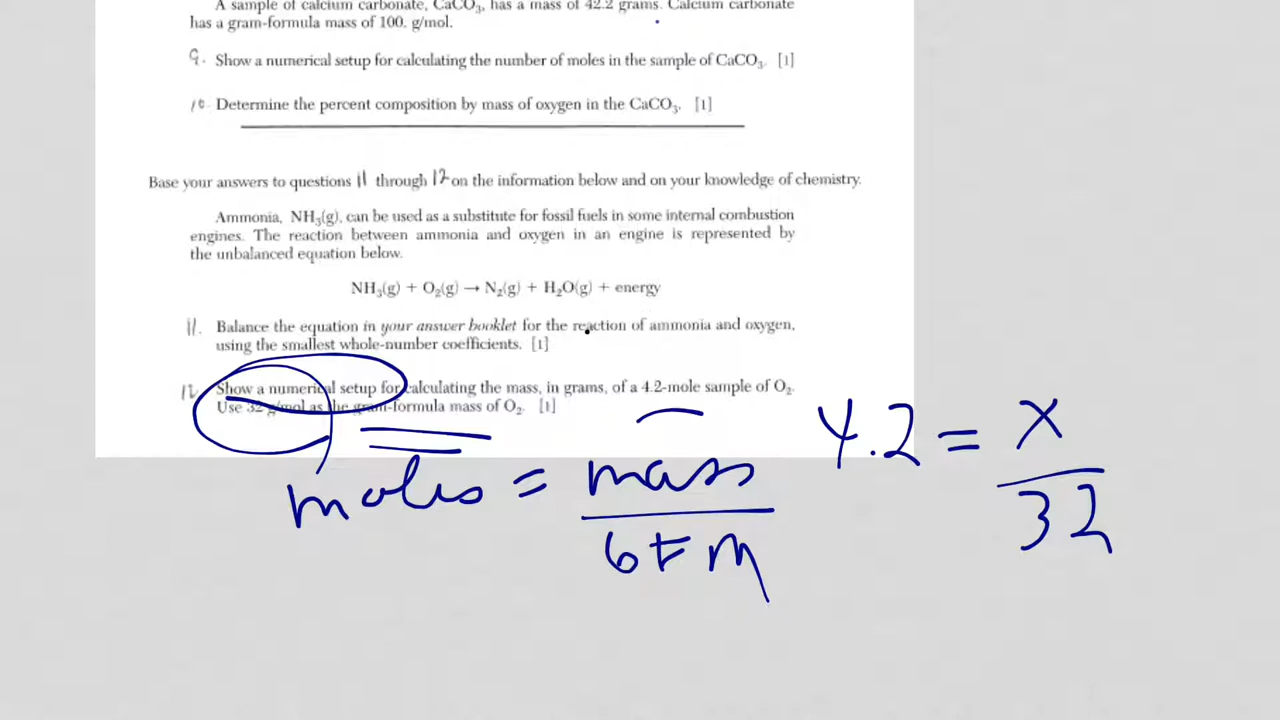 A sample of calcium carbonate, CaCO₃, has a mass of 42.2 grams. Calcium carbonate
has a gram-formula mass of 100. g/mol.
9. Show a numerical setup for calculating the number of moles in the sample of CaCO₃. [1]
10. Determine the percent composition by mass of oxygen in the CaCO₃. [1]
Base your answers to questions 11 through 12 on the information below and on your knowledge of chemistry.
Ammonia, NH₃(g), can be used as a substitute for fossil fuels in some internal combustion
engines. The reaction between ammonia and oxygen in an engine is represented by
the unbalanced equation below.
NH₃(g) + O₂(g) → N₂(g) + H₂O(g) + energy
11. Balance the equation in your answer booklet for the reaction of ammonia and oxygen,
using the smallest whole-number coefficients. [1]
12. Show a numerical setup for calculating the mass, in grams, of a 4.2-mole sample of O₂.
Use 32 g/mol as the gram-formula mass of O₂. [1]
moles = mass
GFM
4.2 = x
32